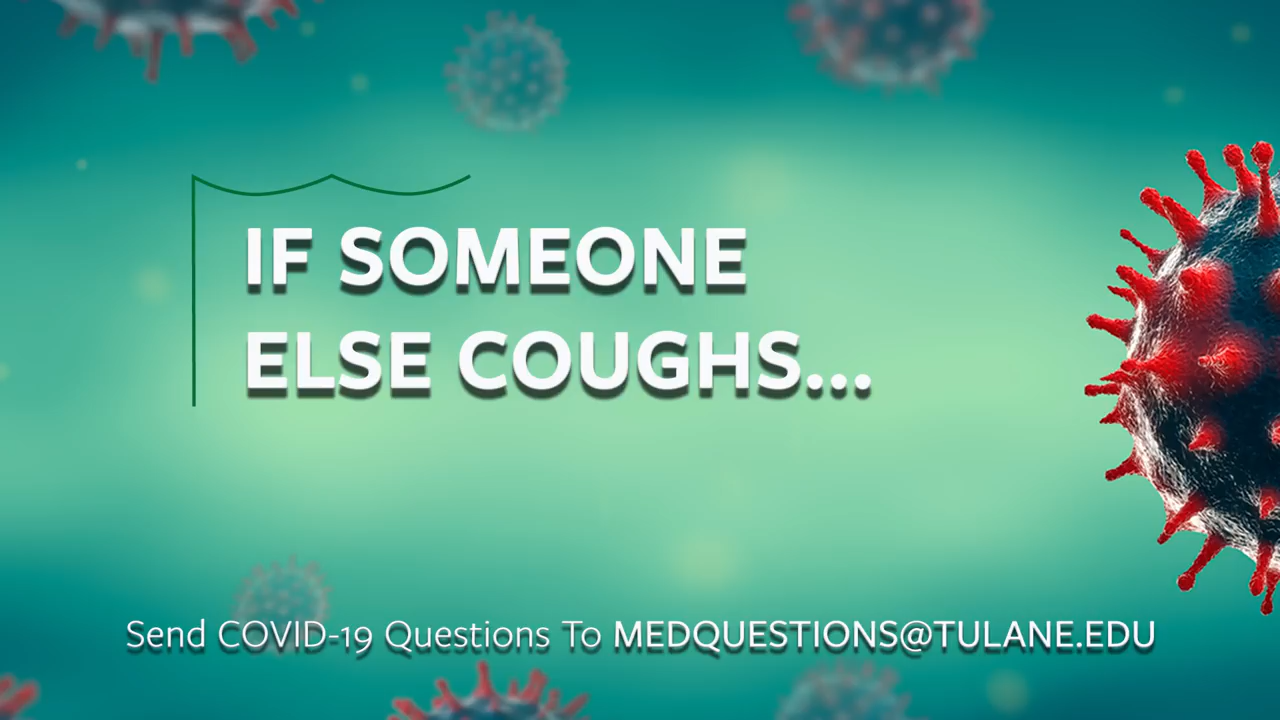 IF SOMEONE
ELSE COUGHS...
Send COVID-19 Questions To MEDQUESTIONS@TULANE.EDU